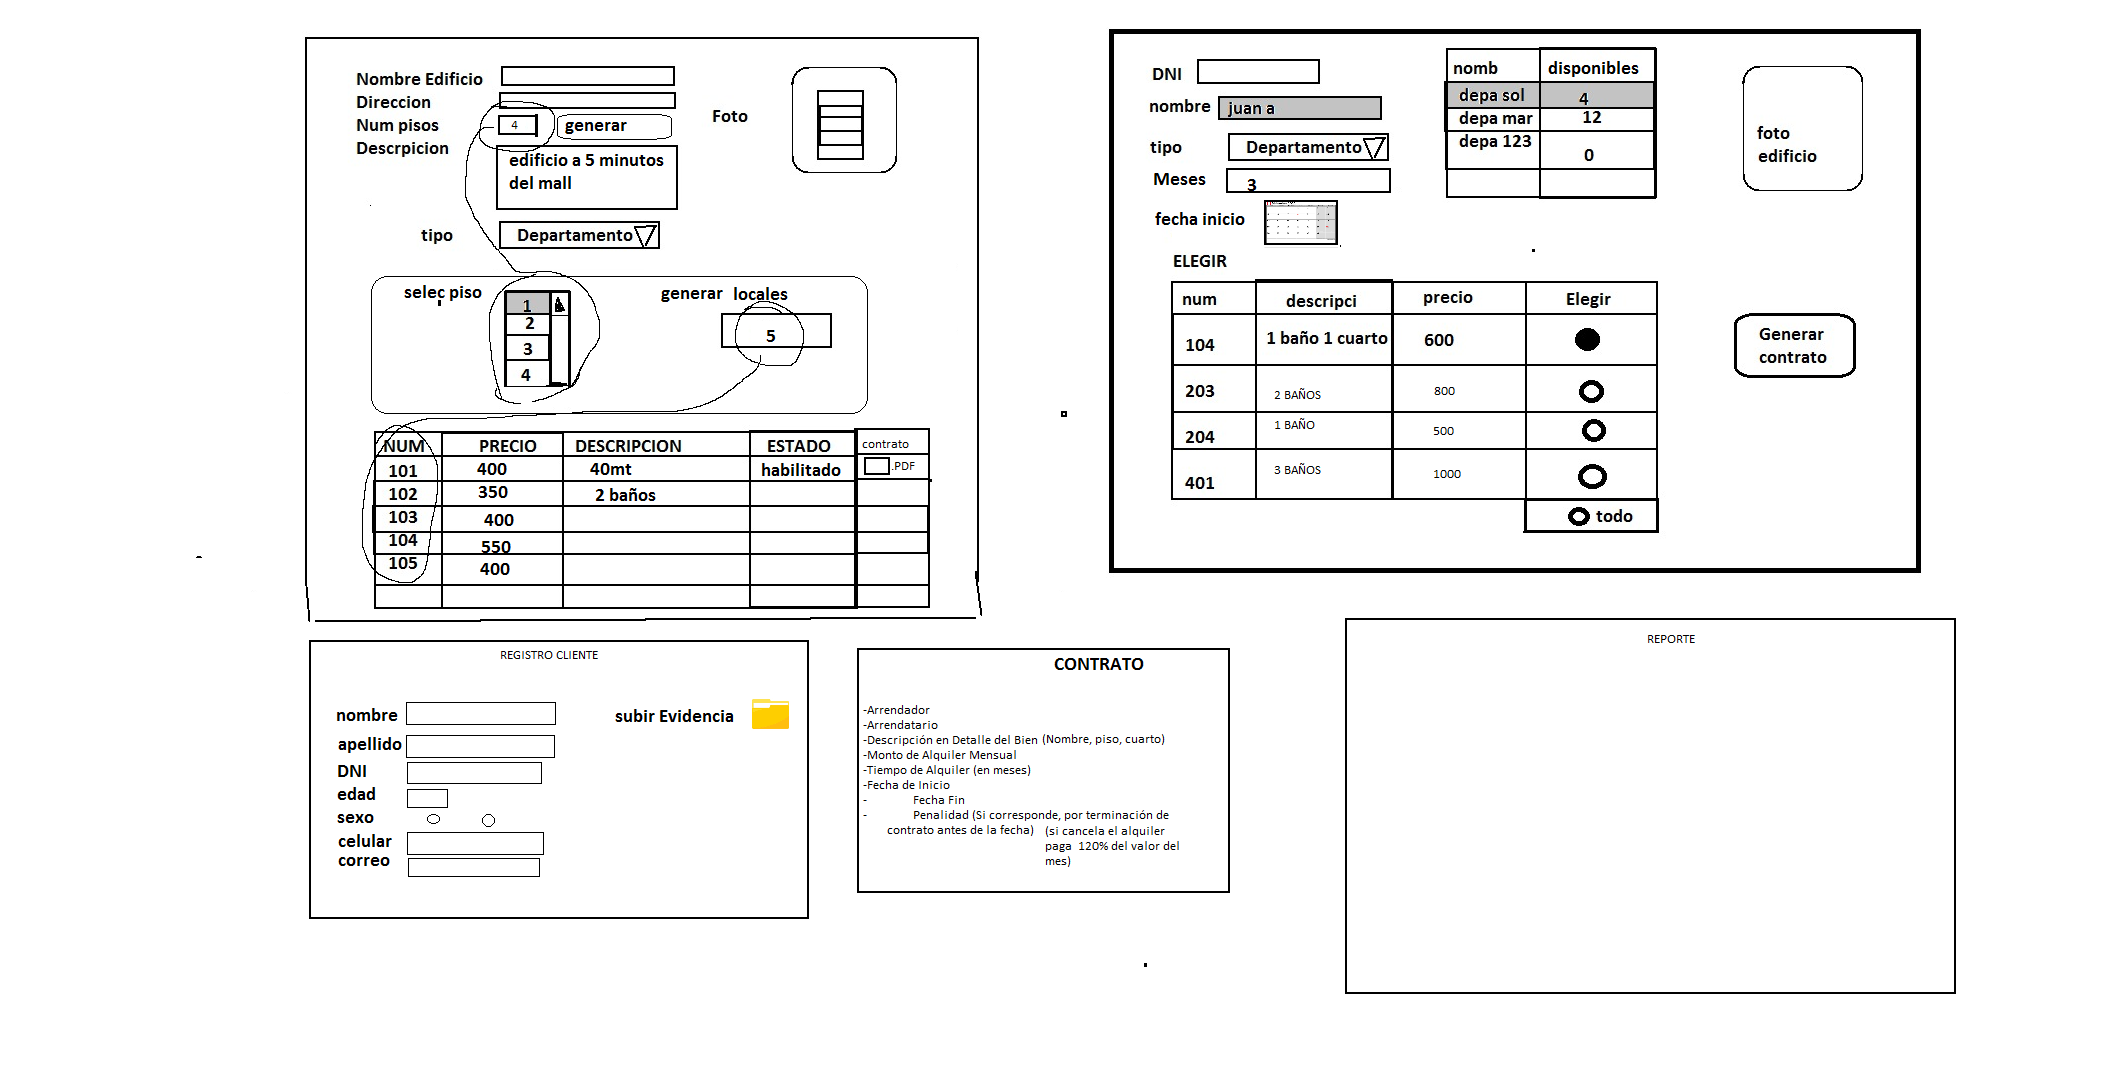 Nombre Edificio
Direccion
Num pisos 4 generar
Descrpicion
edificio a 5 minutos
del mall
Foto
tipo Departamento
selec piso
1
2
3
4
generar locales
5
NUM PRECIO DESCRIPCION ESTADO contrato
101 400 40mt habilitado .PDF
102 350 2 baños
103 400
104 550
105 400
DNI
nombre juan a
tipo Departamento
Meses 3
fecha inicio
nomb disponibles
depa sol 4
depa mar 12
depa 123 0
foto
edificio
ELEGIR
num descripci precio Elegir
104 1 baño 1 cuarto 600
203 2 BAÑOS 800
204 1 BAÑO 500
401 3 BAÑOS 1000
todo
Generar
contrato
REGISTRO CLIENTE
nombre
apellido
DNI
edad
sexo
celular
correo
subir Evidencia
CONTRATO
-Arrendador
-Arrendatario
-Descripción en Detalle del Bien (Nombre, piso, cuarto)
-Monto de Alquiler Mensual
-Tiempo de Alquiler (en meses)
-Fecha de Inicio
- Fecha Fin
- Penalidad (Si corresponde, por terminación de
contrato antes de la fecha) (si cancela el alquiler
paga 120% del valor del
mes)
REPORTE